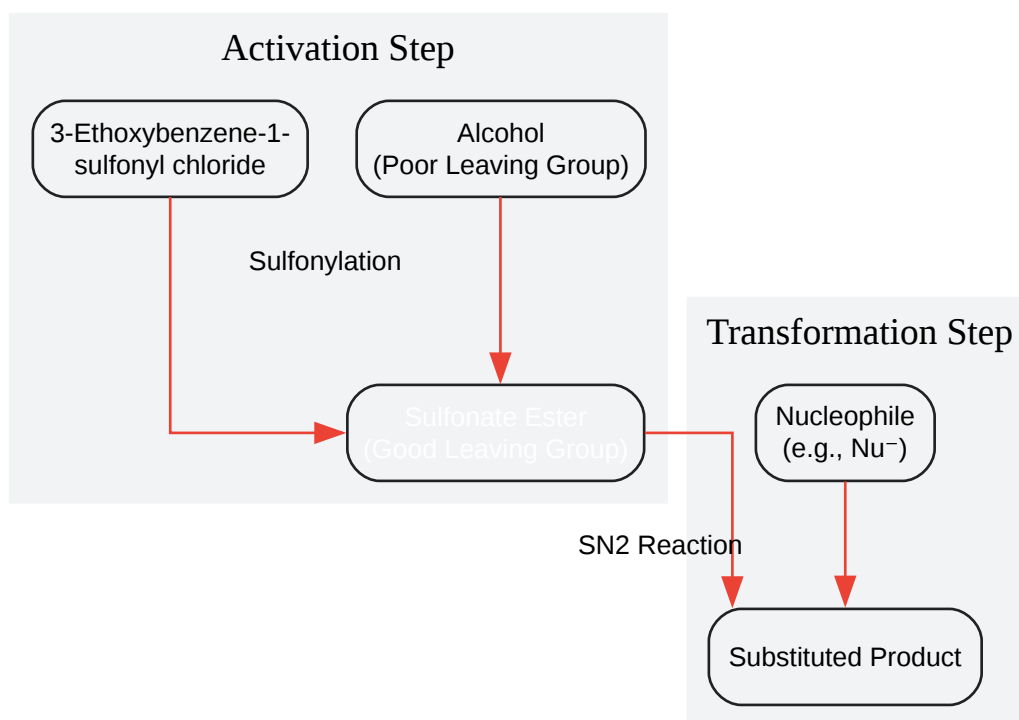 Activation Step
3-Ethoxybenzene-1-
sulfonyl chloride
Alcohol
(Poor Leaving Group)
Sulfonylation
Sulfonate Ester
(Good Leaving Group)
Transformation Step
Nucleophile
(e.g., Nu⁻)
SN2 Reaction
Substituted Product